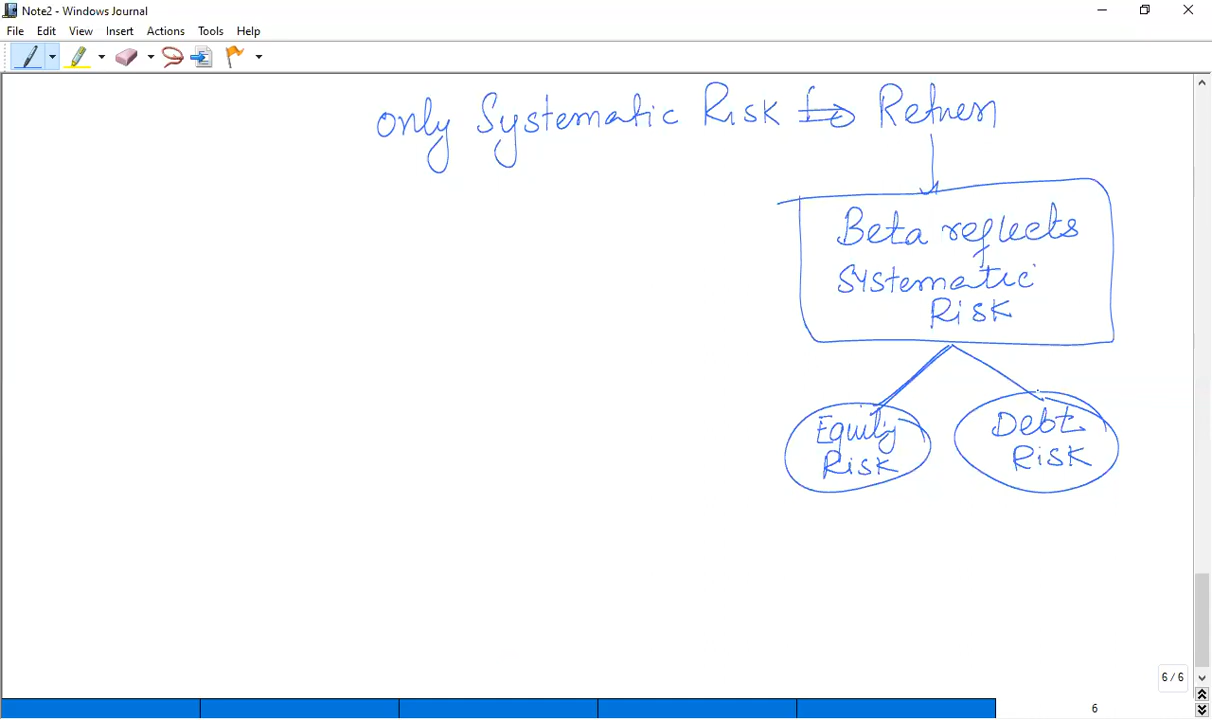 Note2 - Windows Journal
File Edit View Insert Actions Tools Help
only Systematic Risk Return
Beta reflects
Systematic
Risk
Equity
Risk
Debt
Risk
6 / 6
6